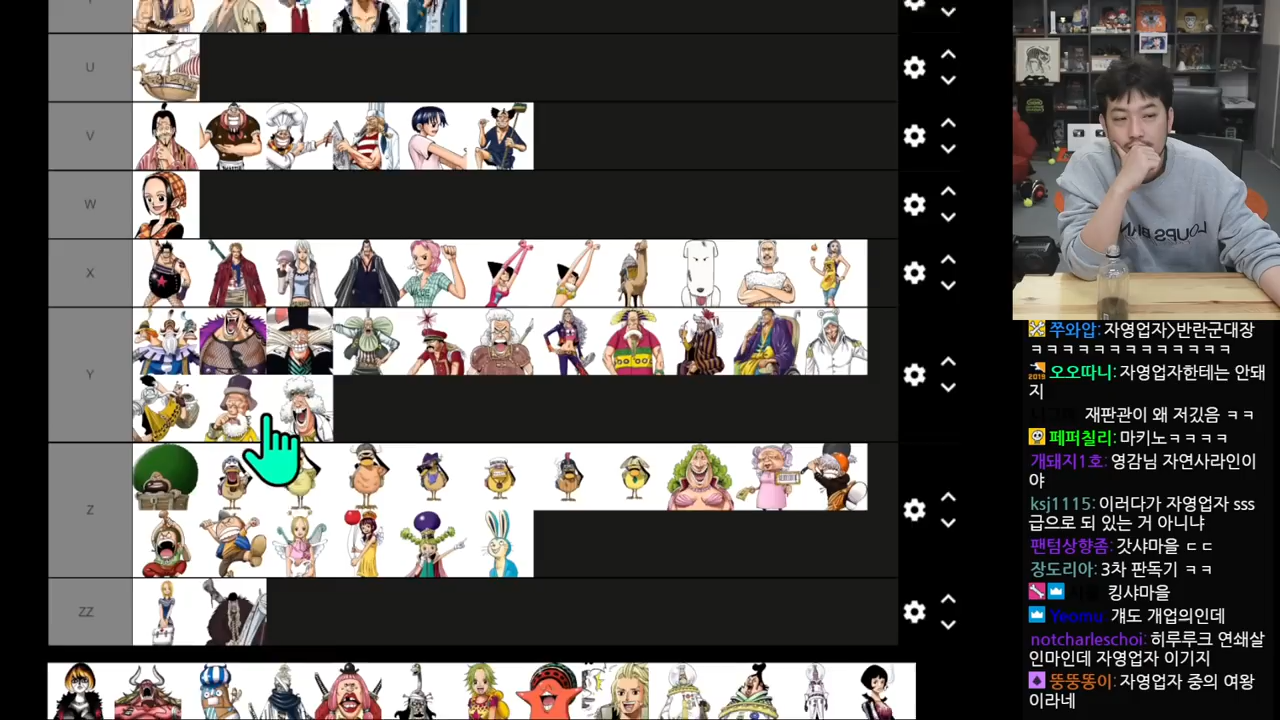 U
V
W
X
Y
Z
ZZ
쭈와압: 자영업자>반란군대장
ㅋㅋㅋㅋㅋㅋㅋㅋㅋㅋㅋㅋㅋ
2019 오오따니: 자영업자한테는 안돼
지
재판관이 왜 저깄음 ㅋㅋ
페퍼칠리: 마키노ㅋㅋㅋㅋ
개돼지1호: 영감님 자연사라인이
야
ksj1115: 이러다가 자영업자 sss
급으로 되 있는 거 아니냐
팬텀상향좀: 갓샤마을 ㄷㄷ
장도리아: 3차 판독기 ㅋㅋ
킹샤마을
Yeomu: 걔도 개업의인데
notcharleschoi: 히루루크 연쇄살
인마인데 자영업자 이기지
뚱뚱뚱이: 자영업자 중의 여왕
이라네